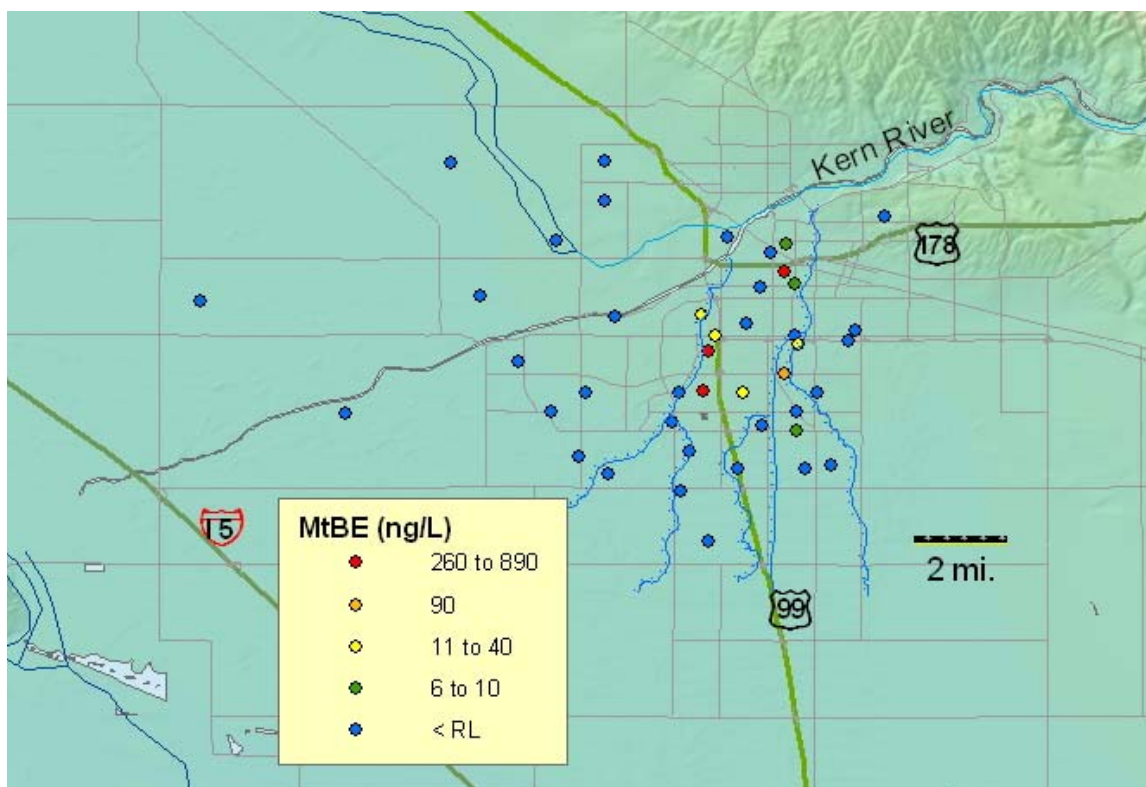 Kern River
178
MtBE (ng/L)
260 to 890
90
11 to 40
6 to 10
< RL
15
2 mi.
99